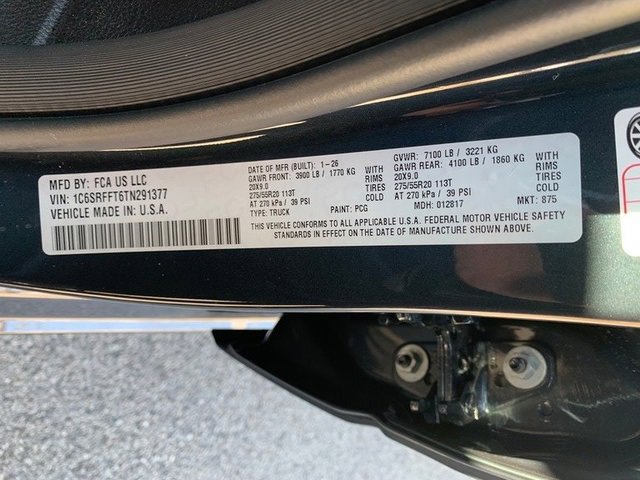 MFD BY: FCA US LLC
VIN: 1C6SRFFT6TN291377
VEHICLE MADE IN U.S.A.
DATE OF MFR (BUILT): 1-26
GAWR FRONT: 3900 LB / 1770 KG WITH
20X9.0 RIMS
275/55R20 113T TIRES
AT 270 kPa / 39 PSI COLD
TYPE: TRUCK PAINT: PCG
GVWR: 7100 LB / 3221 KG
GAWR REAR: 4100 LB / 1860 KG WITH
20X9.0 RIMS
275/55R20 113T TIRES
AT 270 kPa / 39 PSI COLD
MDH: 012817 MKT: 875
THIS VEHICLE CONFORMS TO ALL APPLICABLE U.S.A. FEDERAL MOTOR VEHICLE SAFETY
STANDARDS IN EFFECT ON THE DATE OF MANUFACTURE SHOWN ABOVE.